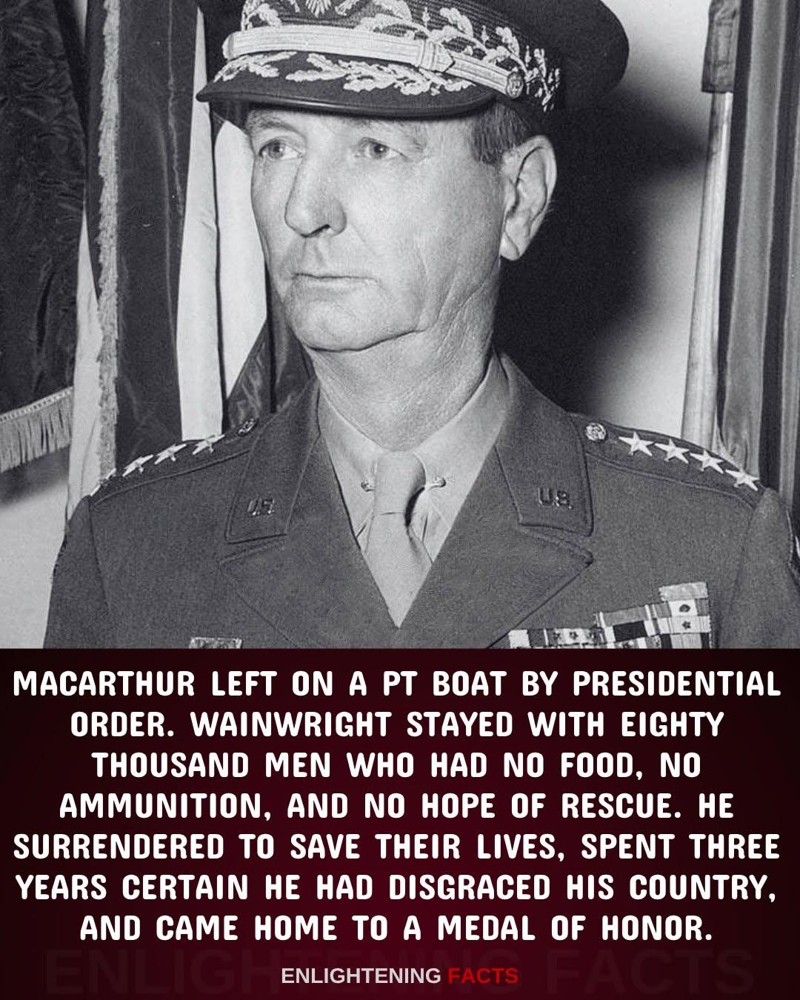 U.S.
U.S.
MACARTHUR LEFT ON A PT BOAT BY PRESIDENTIAL
ORDER. WAINWRIGHT STAYED WITH EIGHTY
THOUSAND MEN WHO HAD NO FOOD, NO
AMMUNITION, AND NO HOPE OF RESCUE. HE
SURRENDERED TO SAVE THEIR LIVES, SPENT THREE
YEARS CERTAIN HE HAD DISGRACED HIS COUNTRY,
AND CAME HOME TO A MEDAL OF HONOR.
ENLIGHTENING FACTS
ENLIGHTENING FACTS